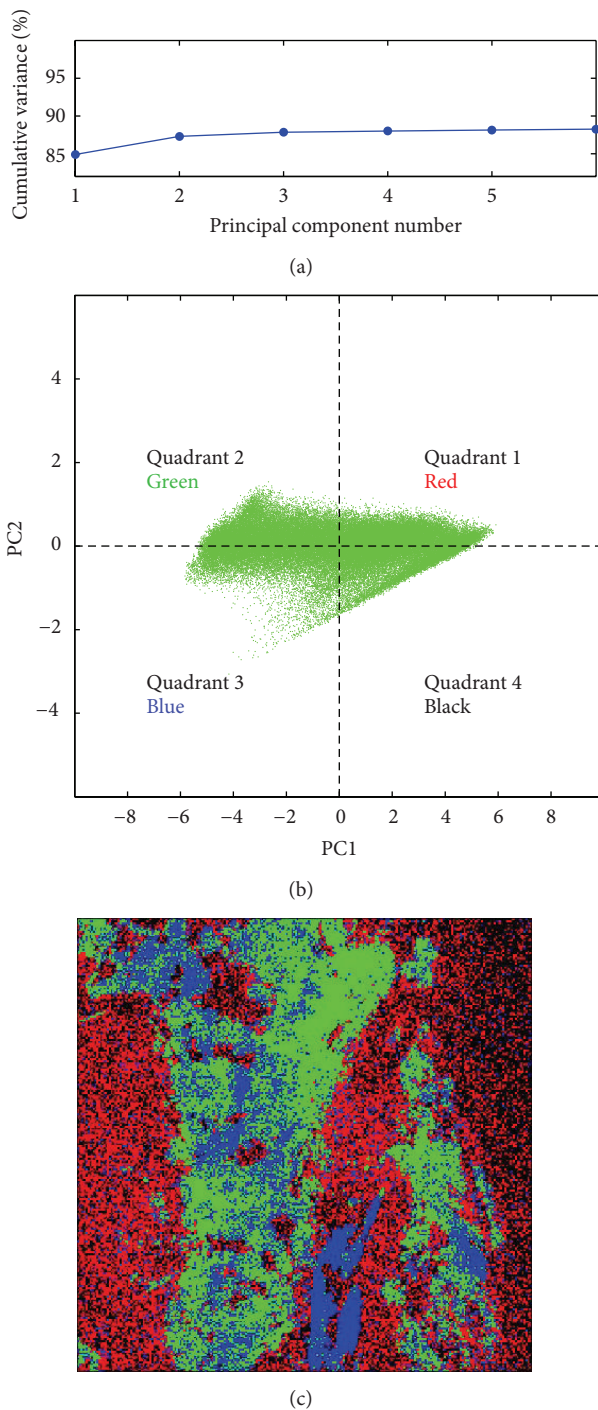 Cumulative variance (%)
95
90
85
1 2 3 4 5
Principal component number
(a)
PC2
4
2
0
−2
−4
Quadrant 2
Green
Quadrant 1
Red
Quadrant 3
Blue
Quadrant 4
Black
−8 −6 −4 −2 0 2 4 6 8
PC1
(b)
(c)